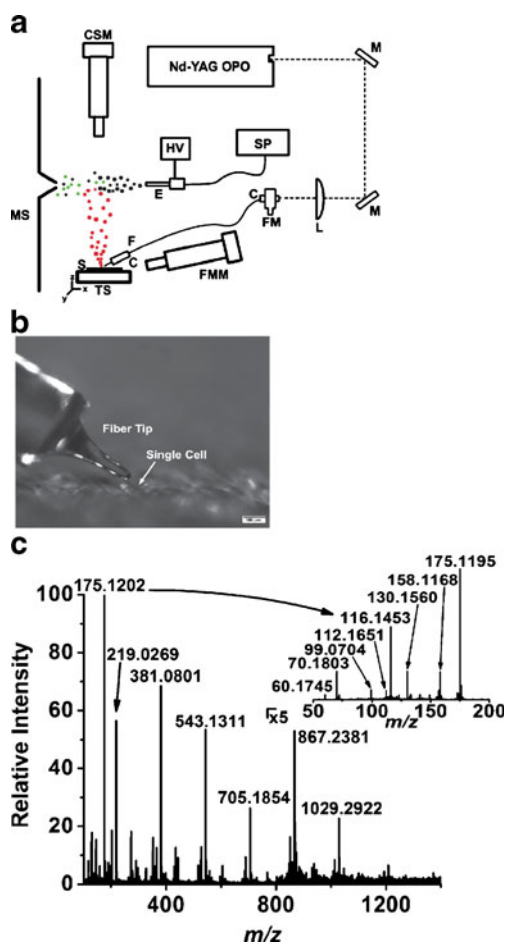 a
CSM
M
Nd-YAG OPO
HV
SP
E
C
MS
FM
L
M
F
S
C
TS
FMM
z
y
x
b
Fiber Tip
Single Cell
c
100
80
60
40
20
0
Relative Intensity
175.1202
219.0269
381.0801
543.1311
705.1854
x5
867.2381
1029.2922
400
800
1200
m/z
175.1195
158.1168
130.1560
116.1453
112.1651
99.0704
70.1803
60.1745
50
100
150
200
m/z